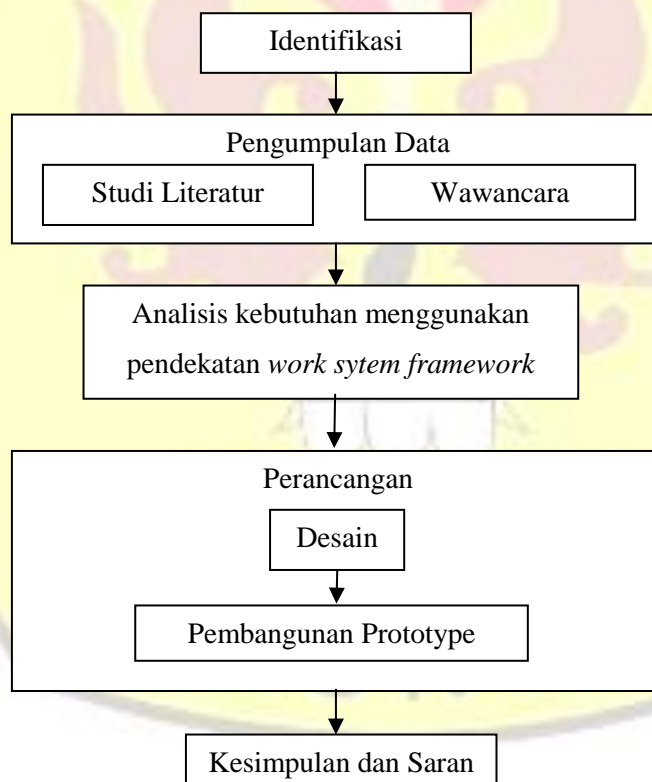 Identifikasi
Pengumpulan Data
Studi Literatur
Wawancara
Analisis kebutuhan menggunakan
pendekatan work sytem framework
Perancangan
Desain
Pembangunan Prototype
Kesimpulan dan Saran